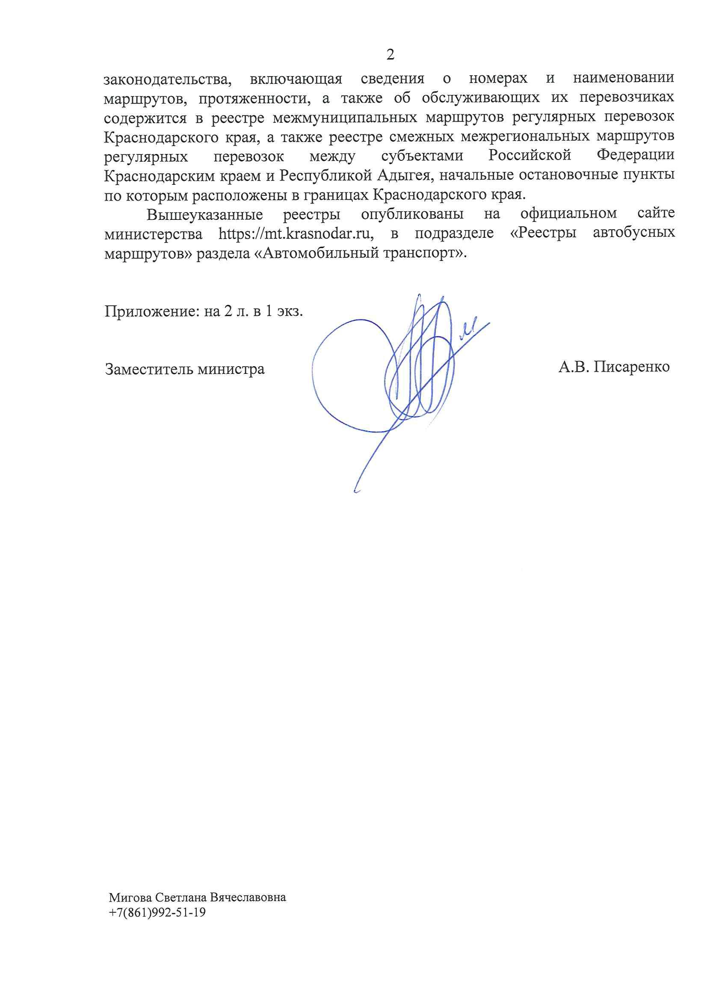 2
законодательства, включающая сведения о номерах и наименовании
маршрутов, протяженности, а также об обслуживающих их перевозчиках
содержится в реестре межмуниципальных маршрутов регулярных перевозок
Краснодарского края, а также реестре смежных межрегиональных маршрутов
регулярных перевозок между субъектами Российской Федерации
Краснодарским краем и Республикой Адыгея, начальные остановочные пункты
по которым расположены в границах Краснодарского края.
Вышеуказанные реестры опубликованы на официальном сайте
министерства https://mt.krasnodar.ru, в подразделе «Реестры автобусных
маршрутов» раздела «Автомобильный транспорт».
Приложение: на 2 л. в 1 экз.
Заместитель министра А.В. Писаренко
Мигова Светлана Вячеславовна
+7(861)992-51-19